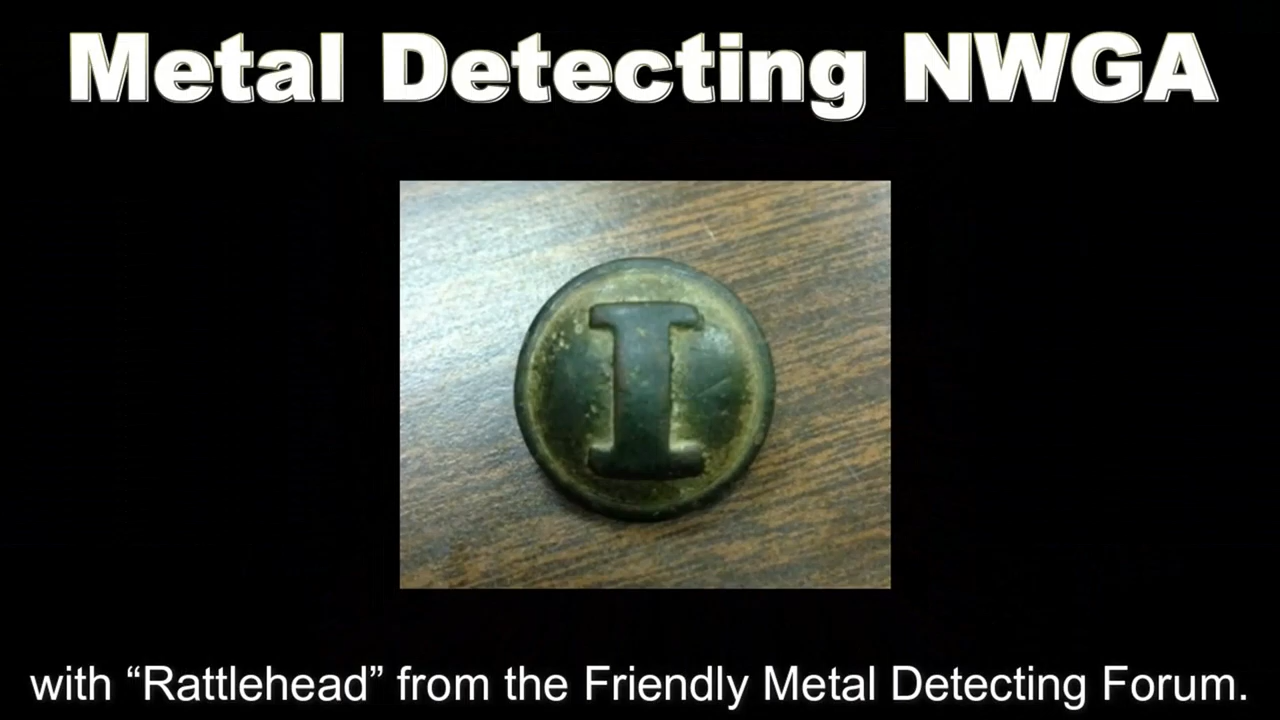 Metal Detecting NWGA
I
with “Rattlehead” from the Friendly Metal Detecting Forum.